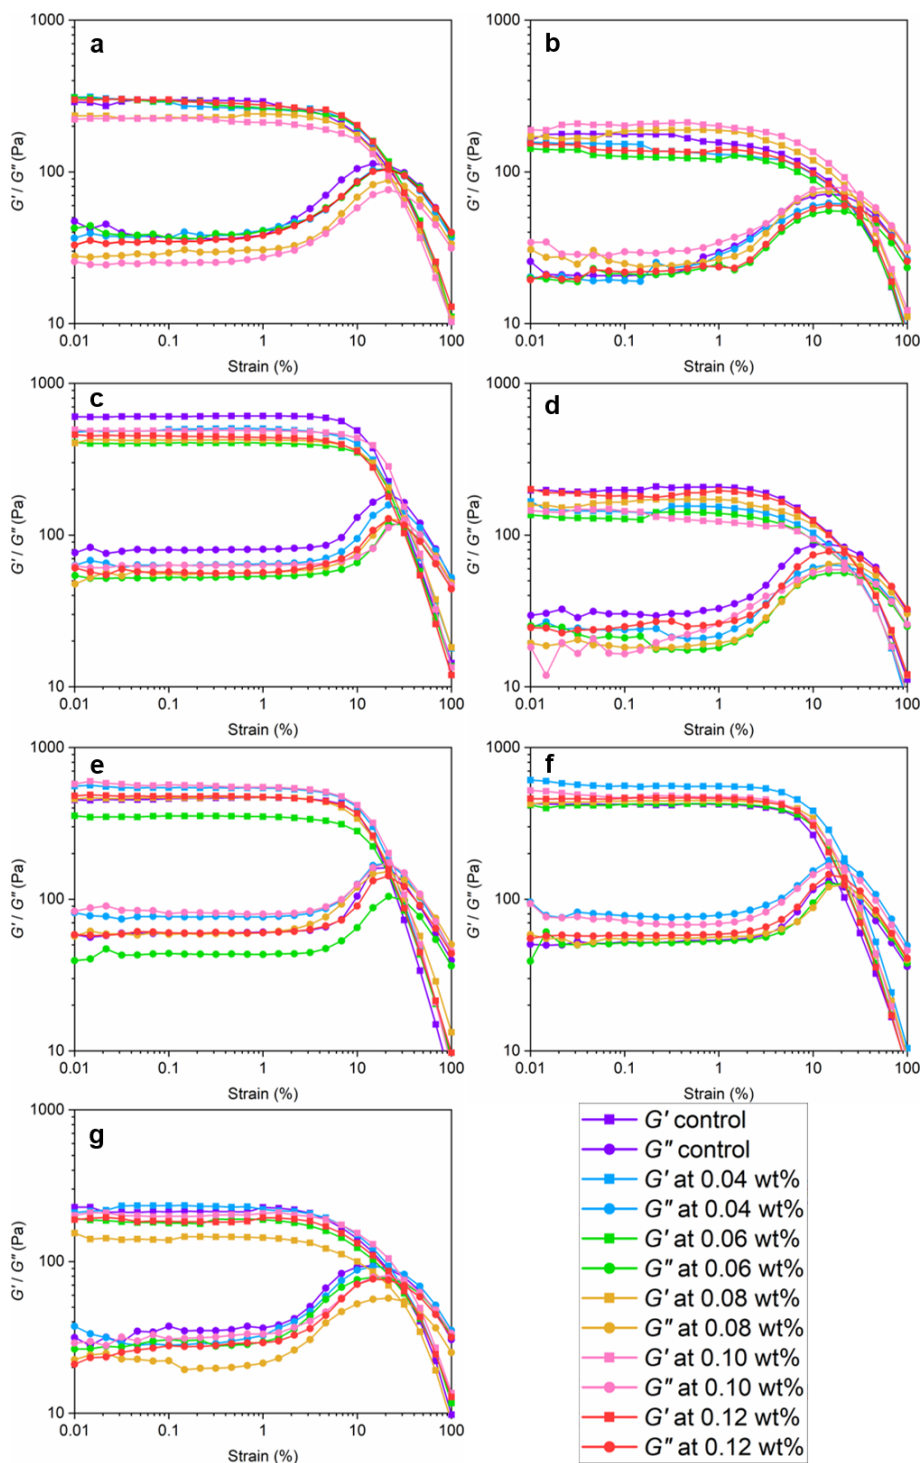 a
1000
100
10
G′ / G″ (Pa)
0.01 0.1 1 10 100
Strain (%)
b
1000
100
10
G′ / G″ (Pa)
0.01 0.1 1 10 100
Strain (%)
c
1000
100
10
G′ / G″ (Pa)
0.01 0.1 1 10 100
Strain (%)
d
1000
100
10
G′ / G″ (Pa)
0.01 0.1 1 10 100
Strain (%)
e
1000
100
10
G′ / G″ (Pa)
0.01 0.1 1 10 100
Strain (%)
f
1000
100
10
G′ / G″ (Pa)
0.01 0.1 1 10 100
Strain (%)
g
1000
100
10
G′ / G″ (Pa)
0.01 0.1 1 10 100
Strain (%)
G′ control
G″ control
G′ at 0.04 wt%
G″ at 0.04 wt%
G′ at 0.06 wt%
G″ at 0.06 wt%
G′ at 0.08 wt%
G″ at 0.08 wt%
G′ at 0.10 wt%
G″ at 0.10 wt%
G′ at 0.12 wt%
G″ at 0.12 wt%